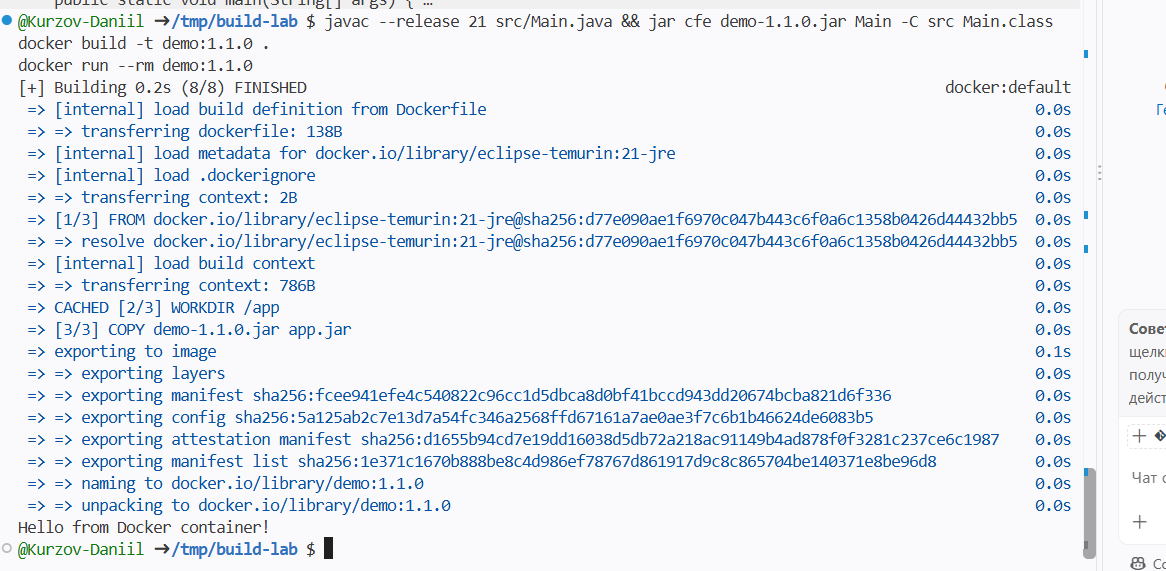 public static void main(String[] args) { …
@Kurzov-Daniil ➜/tmp/build-lab $ javac --release 21 src/Main.java && jar cfe demo-1.1.0.jar Main -C src Main.class
docker build -t demo:1.1.0 .
docker run --rm demo:1.1.0
[+] Building 0.2s (8/8) FINISHED docker:default
=> [internal] load build definition from Dockerfile 0.0s
=> => transferring dockerfile: 138B 0.0s
=> [internal] load metadata for docker.io/library/eclipse-temurin:21-jre 0.0s
=> [internal] load .dockerignore 0.0s
=> => transferring context: 2B 0.0s
=> [1/3] FROM docker.io/library/eclipse-temurin:21-jre@sha256:d77e090ae1f6970c047b443c6f0a6c1358b0426d44432bb5 0.0s
=> => resolve docker.io/library/eclipse-temurin:21-jre@sha256:d77e090ae1f6970c047b443c6f0a6c1358b0426d44432bb5 0.0s
=> [internal] load build context 0.0s
=> => transferring context: 786B 0.0s
=> CACHED [2/3] WORKDIR /app 0.0s
=> [3/3] COPY demo-1.1.0.jar app.jar 0.0s
=> exporting to image 0.1s
=> => exporting layers 0.0s
=> => exporting manifest sha256:fcee941efe4c540822c96cc1d5dbca8d0bf41bccd943dd20674bcba821d6f336 0.0s
=> => exporting config sha256:5a125ab2c7e13d7a54fc346a2568ffd67161a7ae0ae3f7c6b1b46624de6083b5 0.0s
=> => exporting attestation manifest sha256:d1655b94cd7e19dd16038d5db72a218ac91149b4ad878f0f3281c237ce6c1987 0.0s
=> => exporting manifest list sha256:1e371c1670b888be8c4d986ef78767d861917d9c8c865704be140371e8be96d8 0.0s
=> => naming to docker.io/library/demo:1.1.0 0.0s
=> => unpacking to docker.io/library/demo:1.1.0 0.0s
Hello from Docker container!
@Kurzov-Daniil ➜/tmp/build-lab $
Чат